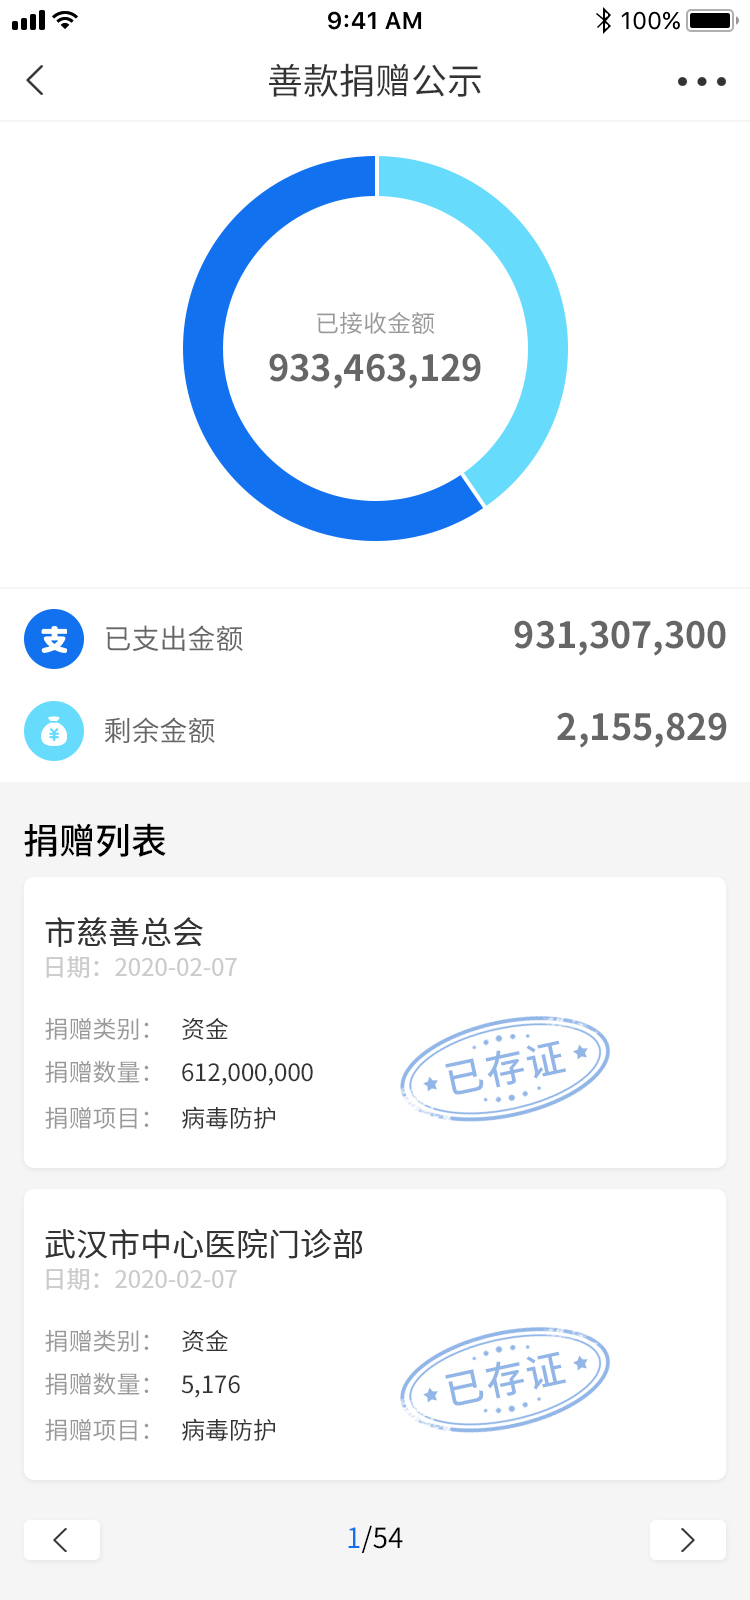 9:41 AM
100%
善款捐赠公示
已接收金额
933,463,129
支
已支出金额
931,307,300
¥
剩余金额
2,155,829
捐赠列表
市慈善总会
日期：2020-02-07
捐赠类别：
资金
捐赠数量：
612,000,000
捐赠项目：
病毒防护
已存证
武汉市中心医院门诊部
日期：2020-02-07
捐赠类别：
资金
捐赠数量：
5,176
捐赠项目：
病毒防护
已存证
1/54